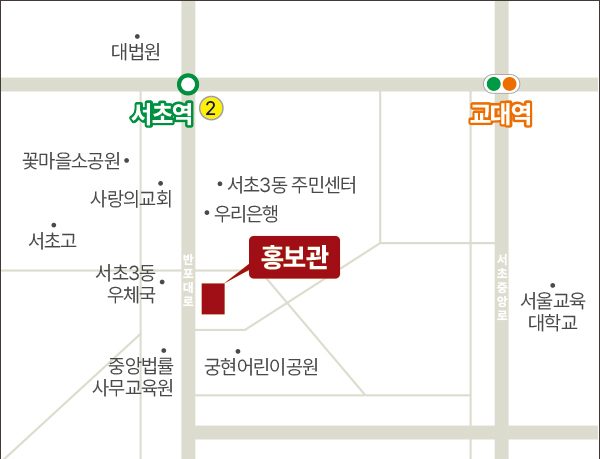 대법원
서초역
2
교대역
꽃마을소공원
서초3동 주민센터
사랑의교회
우리은행
서초고
홍보관
반포대로
서초중앙로
서초3동
우체국
서울교육
대학교
중앙법률
사무교육원
궁현어린이공원